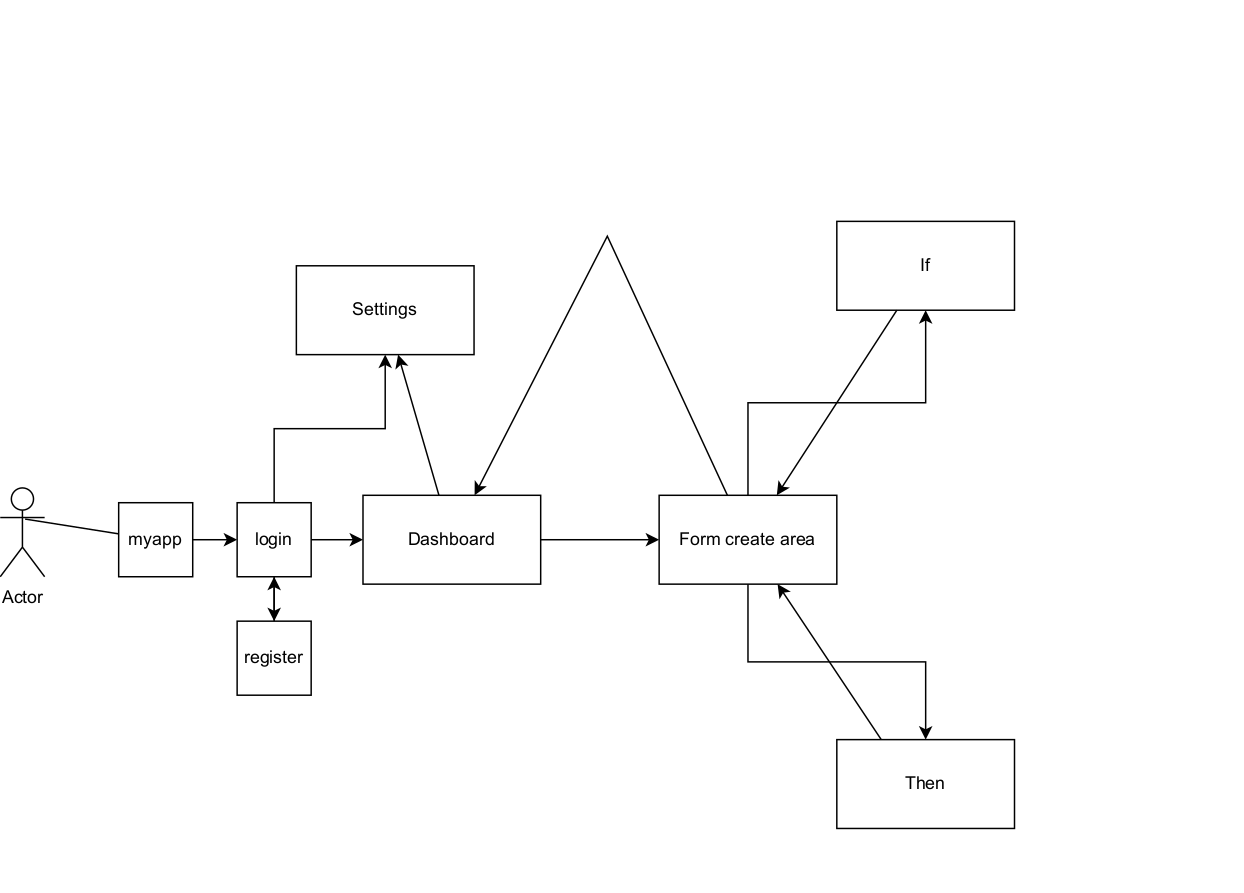 If
Settings
myapp
login
Dashboard
Form create area
Actor
register
Then